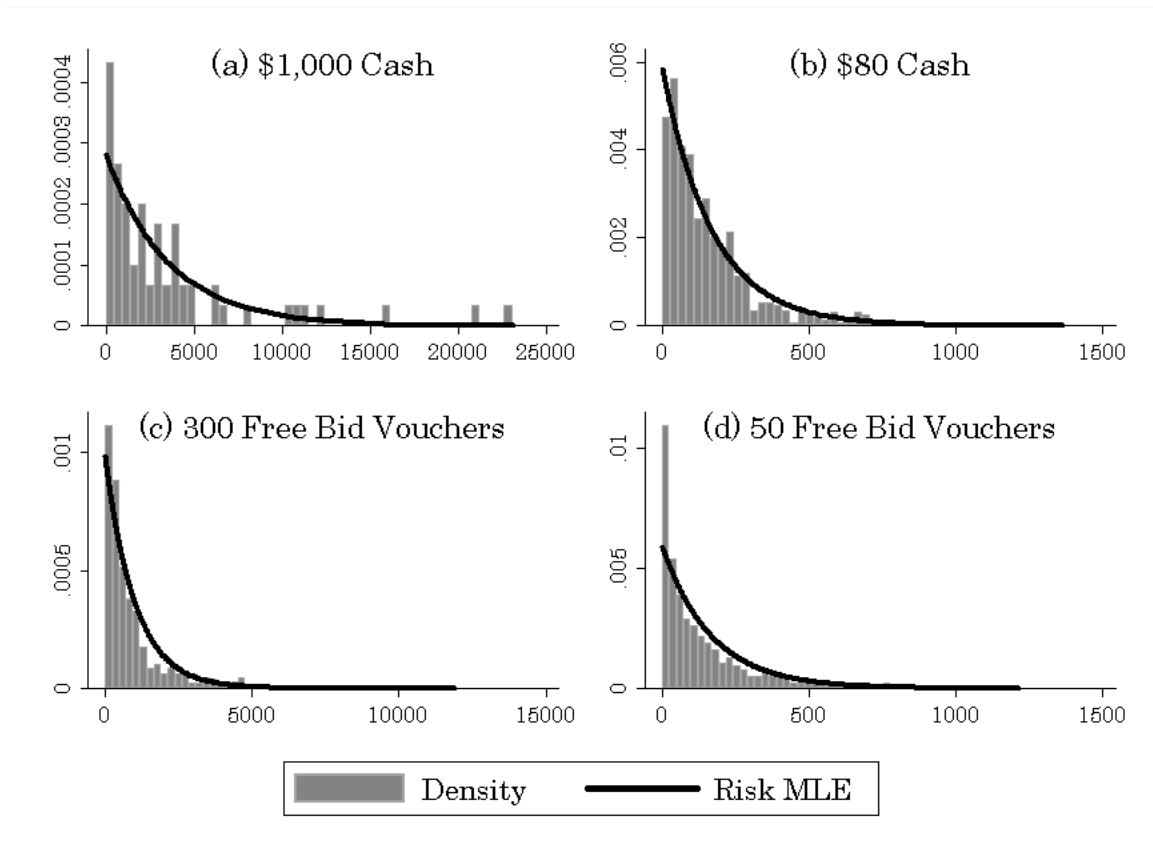 (a) $1,000 Cash
.0004
.0003
.0002
.0001
0
0 5000 10000 15000 20000 25000
(b) $80 Cash
.006
.004
.002
0
0 500 1000 1500
(c) 300 Free Bid Vouchers
.001
.0005
0
0 5000 10000 15000
(d) 50 Free Bid Vouchers
.01
.005
0
0 500 1000 1500
Density Risk MLE